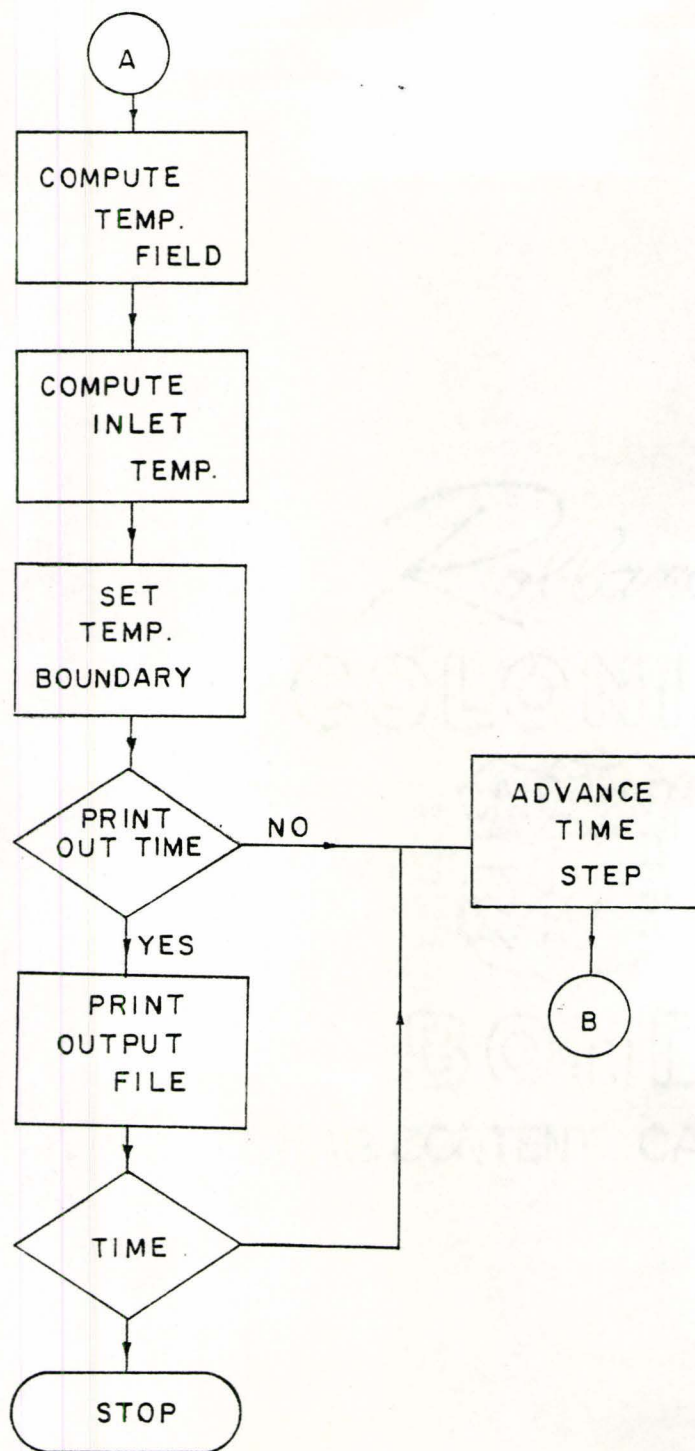 A
COMPUTE
TEMP.
FIELD
COMPUTE
INLET
TEMP.
SET
TEMP.
BOUNDARY
PRINT
OUT TIME
NO
YES
ADVANCE
TIME
STEP
B
PRINT
OUTPUT
FILE
TIME
STOP